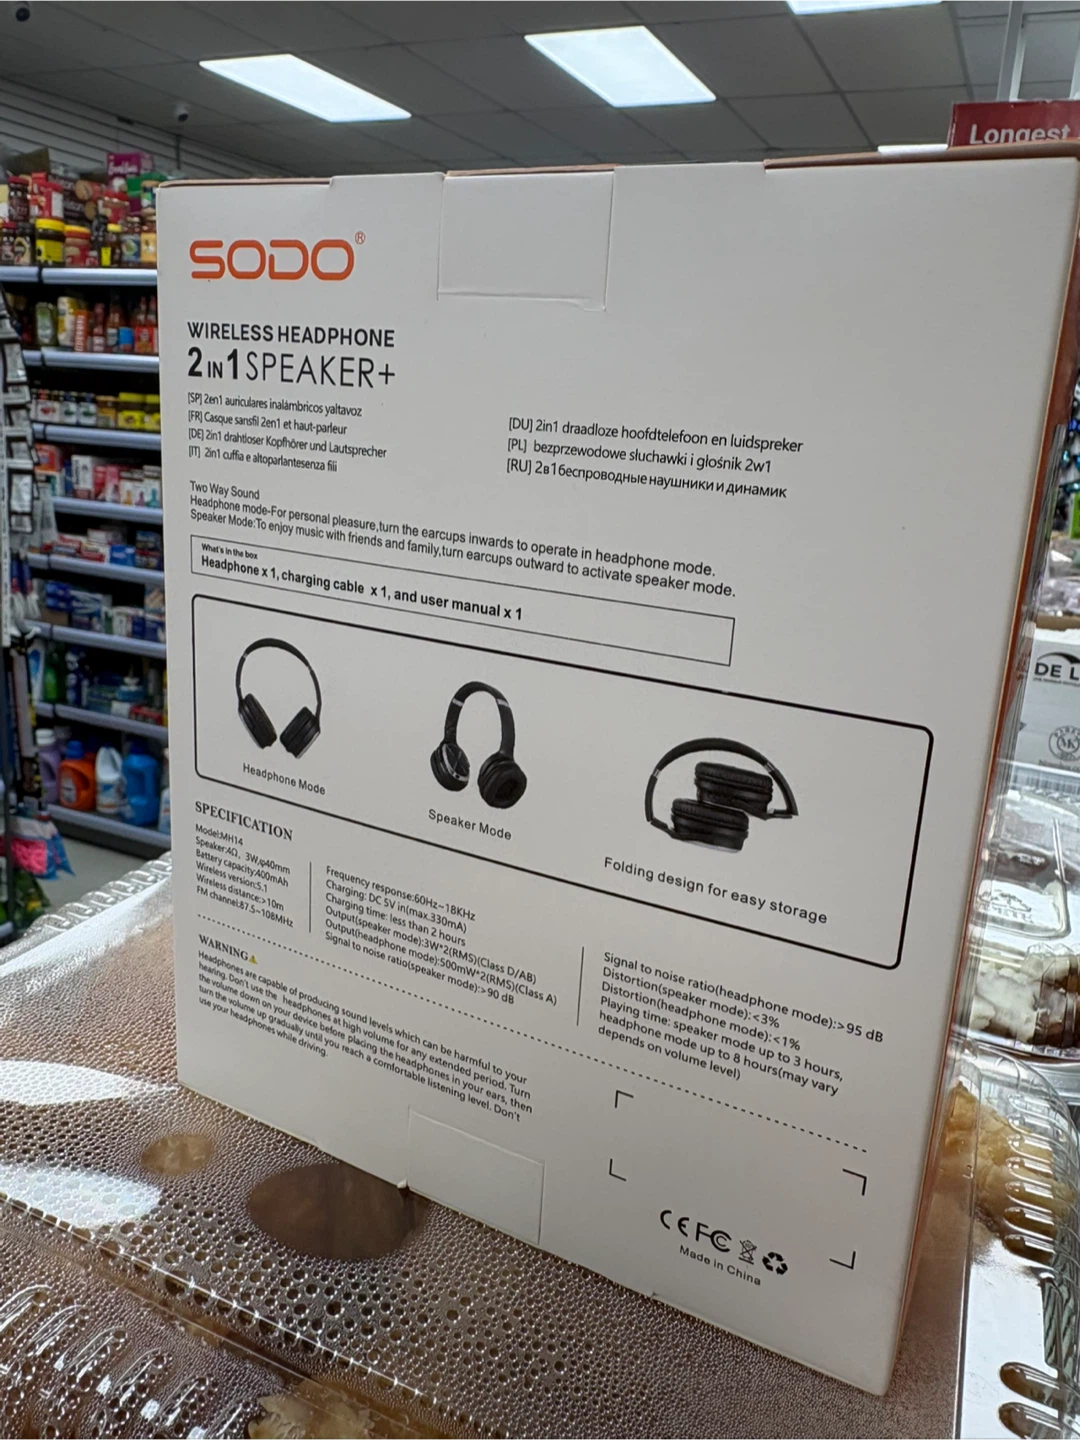 Longest
SODO®
WIRELESS HEADPHONE
2 IN 1 SPEAKER+
[SP] 2en1 auriculares inalámbricos yaltavoz
[FR] Casque sansfil 2en1 et haut-parleur
[DE] 2in1 drahtloser Kopfhörer und Lautsprecher
[IT] 2in1 cuffia e altoparlantesenza fili
[DU] 2in1 draadloze hoofdtelefoon en luidspreker
[PL] bezprzewodowe słuchawki i głośnik 2w1
[RU] 2в1беспроводные наушники и динамик
Two Way Sound
Headphone mode-For personal pleasure,turn the earcups inwards to operate in headphone mode.
Speaker Mode:To enjoy music with friends and family,turn earcups outward to activate speaker mode.
What's in the box
Headphone x 1, charging cable x 1, and user manual x 1
Headphone Mode
Speaker Mode
Folding design for easy storage
SPECIFICATION
Model:MH14
Speaker:4Ω, 3W,φ40mm
Battery capacity:400mAh
Wireless version:5.1
Wireless distance:>10m
FM channel:87.5~108MHz
Frequency response:60Hz~18KHz
Charging: DC 5V in(max.330mA)
Charging time: less than 2 hours
Output(speaker mode):3W*2(RMS)(Class D/AB)
Output(headphone mode):500mW*2(RMS)(Class A)
Signal to noise ratio(speaker mode):>90 dB
Signal to noise ratio(headphone mode):>95 dB
Distortion(speaker mode):<3%
Distortion(headphone mode):<1%
Playing time: speaker mode up to 3 hours,
headphone mode up to 8 hours(may vary
depends on volume level)
WARNING
Headphones are capable of producing sound levels which can be harmful to your
hearing. Don't use the headphones at high volume for any extended period. Turn
the volume down on your device before placing the headphones in your ears, then
turn the volume up gradually until you reach a comfortable listening level. Don't
use your headphones while driving.
CE FC
Made in China
DE L